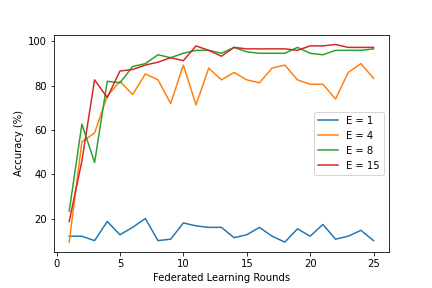 100
80
60
40
20
Accuracy (%)
E = 1
E = 4
E = 8
E = 15
0 5 10 15 20 25
Federated Learning Rounds